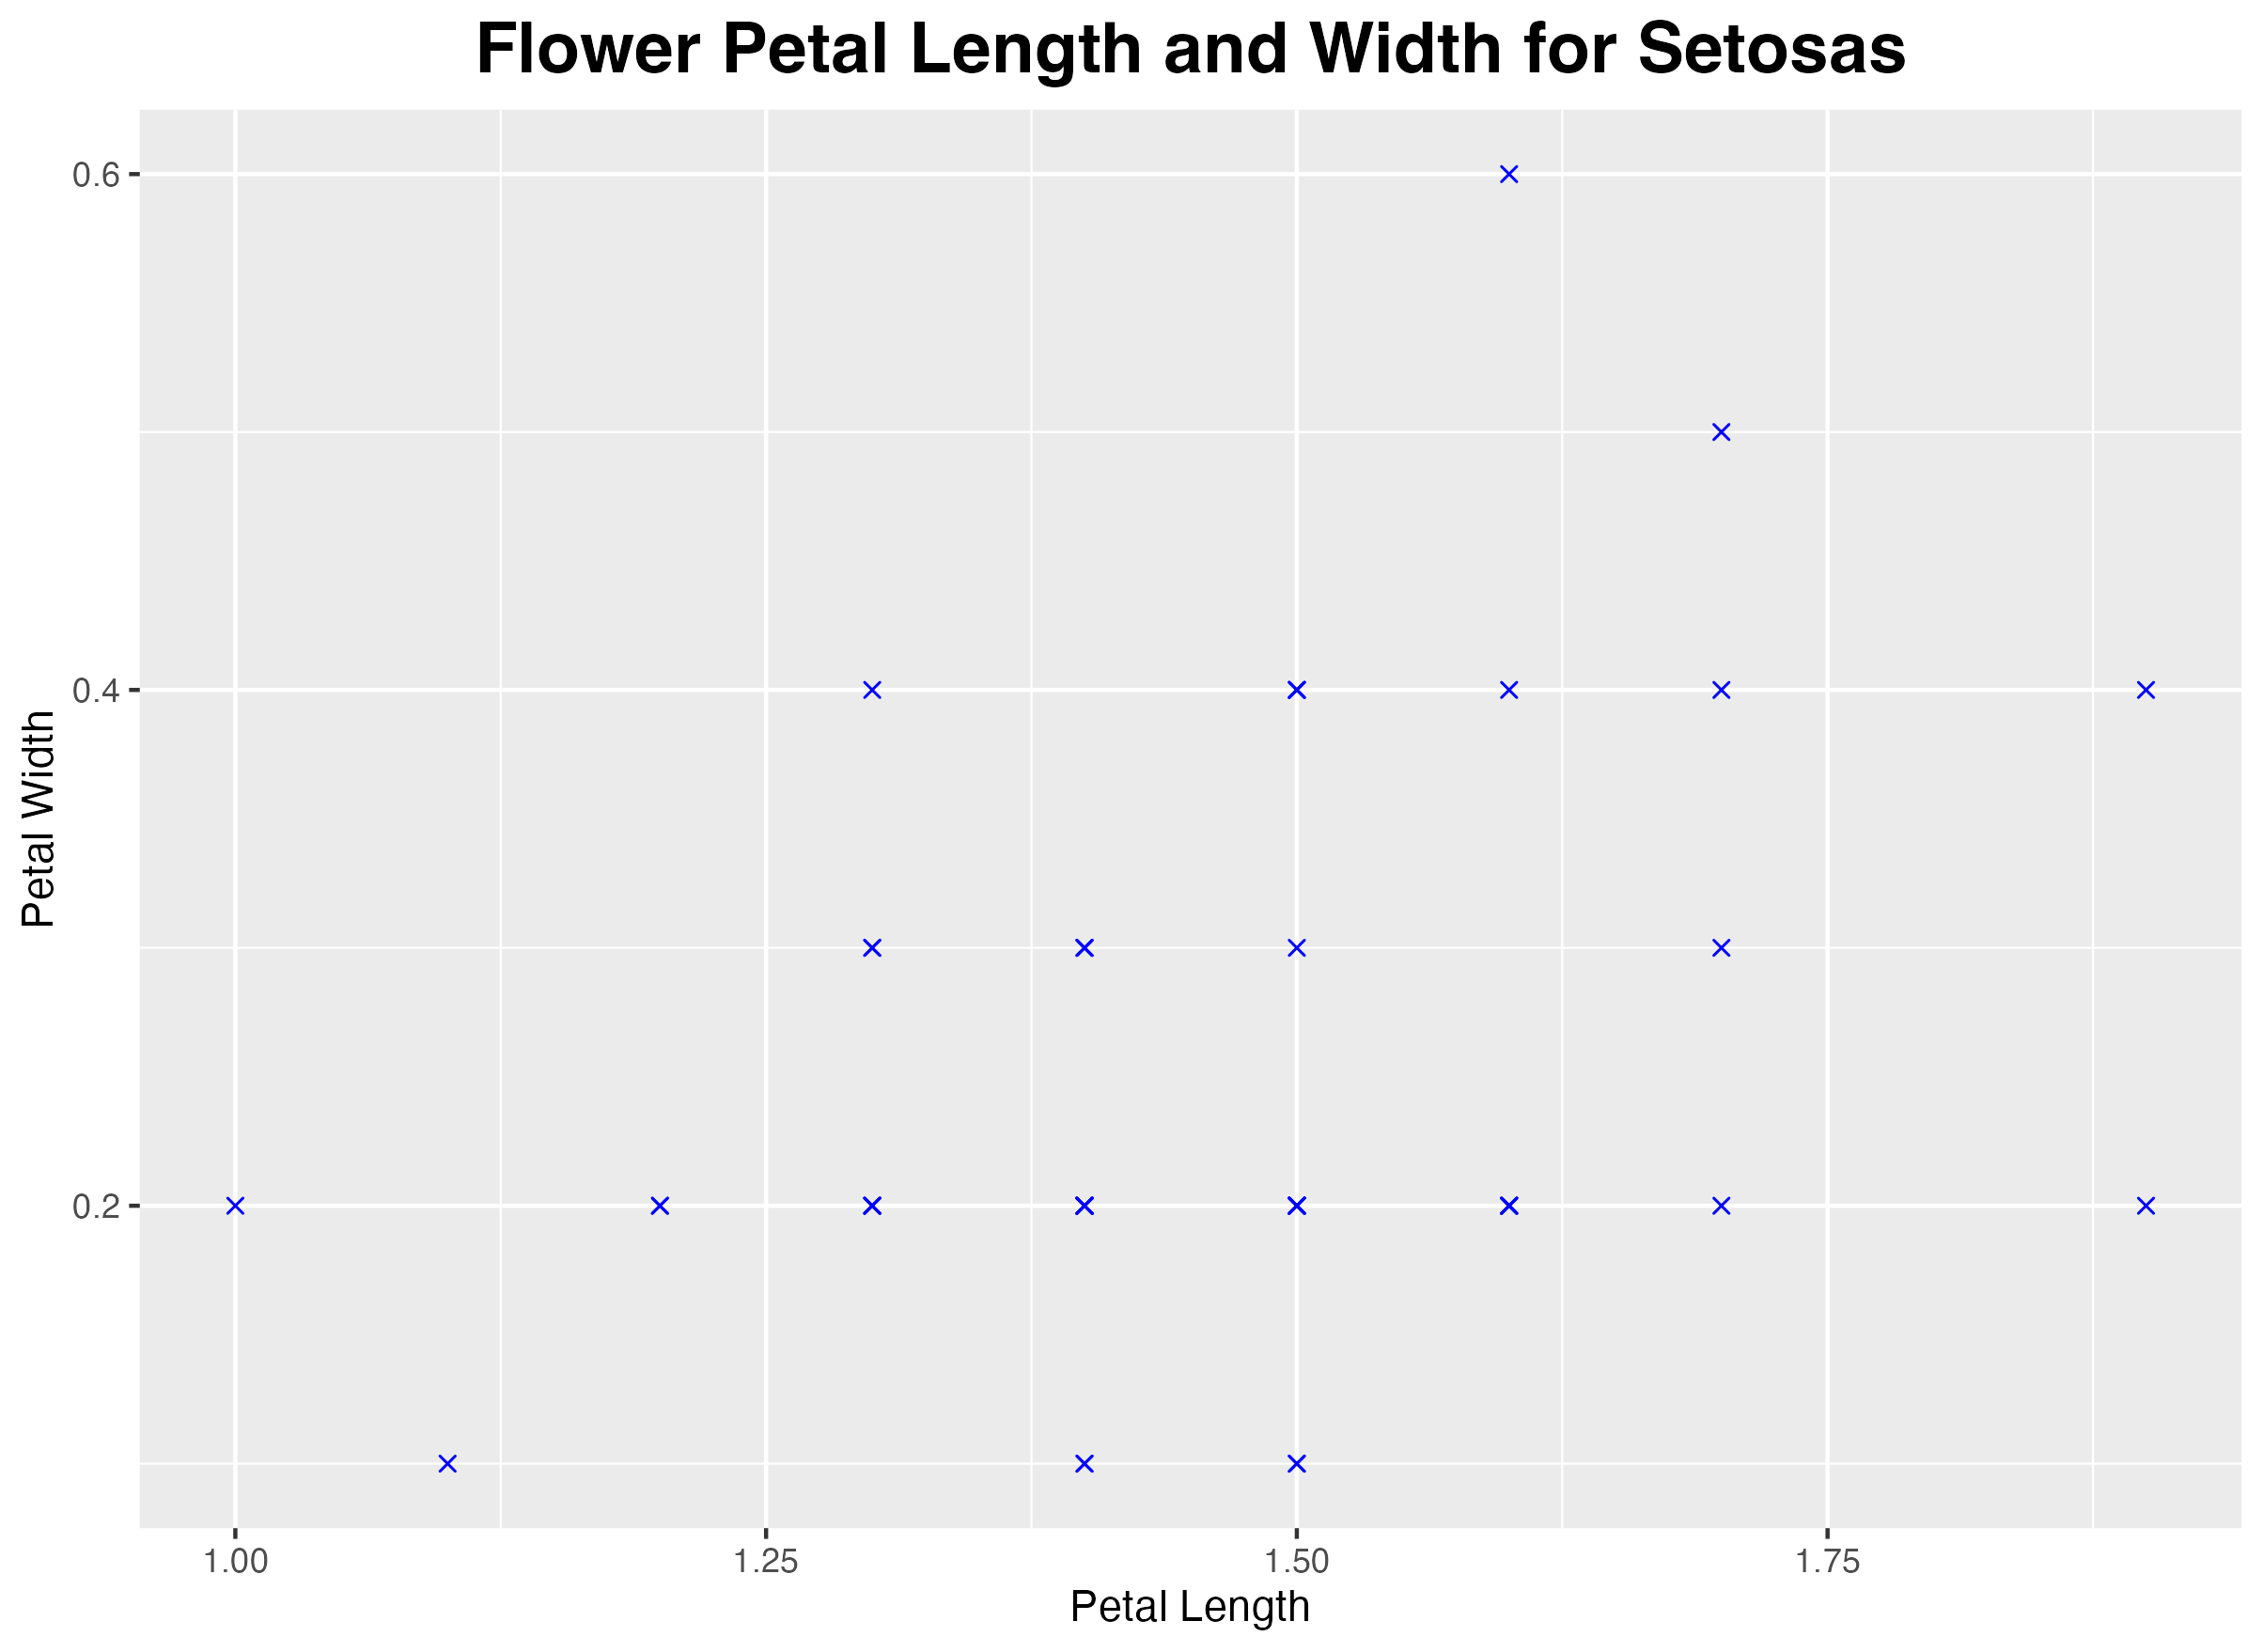 Flower Petal Length and Width for Setosas
0.6
0.4
0.2
Petal Width
1.00 1.25 1.50 1.75
Petal Length